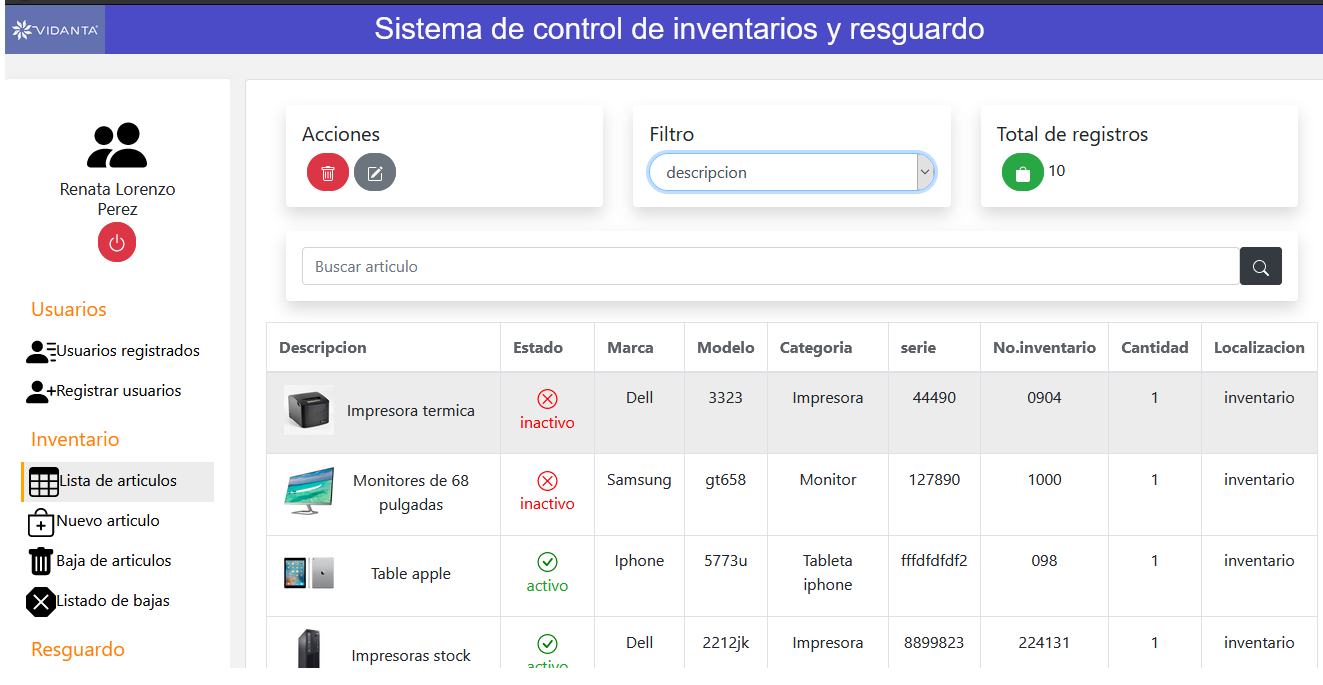 VIDANTA
Sistema de control de inventarios y resguardo
Renata Lorenzo
Perez
Usuarios
Usuarios registrados
Registrar usuarios
Inventario
Lista de articulos
Nuevo articulo
Baja de articulos
Listado de bajas
Resguardo
Acciones
Filtro
descripcion
Total de registros
10
Buscar articulo
Descripcion Estado Marca Modelo Categoria serie No.inventario Cantidad Localizacion
Impresora termica inactivo Dell 3323 Impresora 44490 0904 1 inventario
Monitores de 68 pulgadas inactivo Samsung gt658 Monitor 127890 1000 1 inventario
Table apple activo Iphone 5773u Tableta iphone fffdfdfdf2 098 1 inventario
Impresoras stock activo Dell 2212jk Impresora 8899823 224131 1 inventario